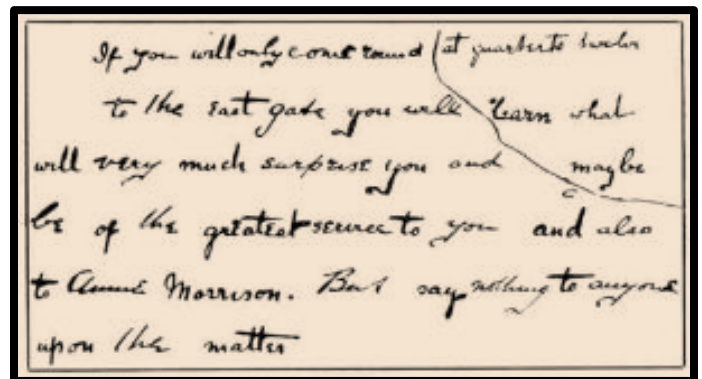 If you will only come round at quarter to twelve
to the east gate you will learn what
will very much surprise you and maybe
be of the greatest service to you and also
to Annie Morrison. But say nothing to anyone
upon the matter